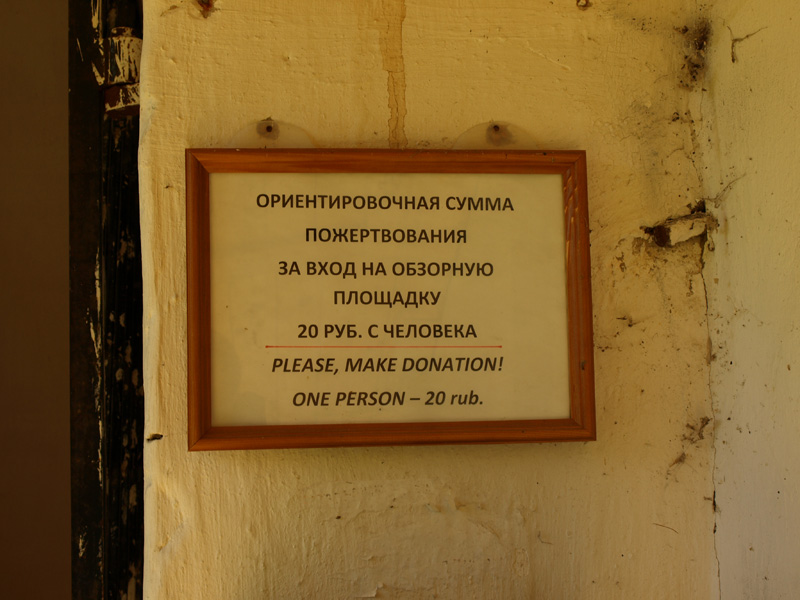 ОРИЕНТИРОВОЧНАЯ СУММА
ПОЖЕРТВОВАНИЯ
ЗА ВХОД НА ОБЗОРНУЮ
ПЛОЩАДКУ
20 РУБ. С ЧЕЛОВЕКА
PLEASE, MAKE DONATION!
ONE PERSON – 20 rub.